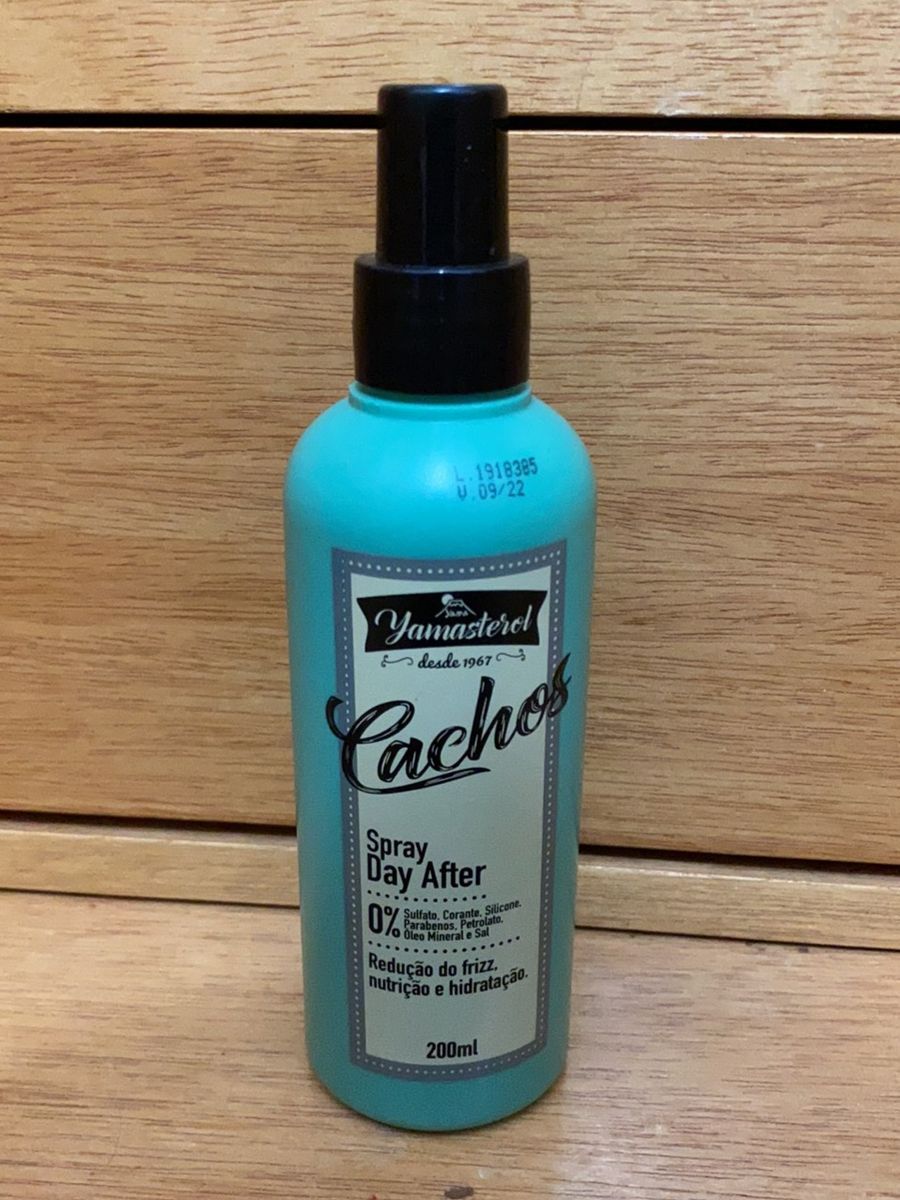 L.1918385
V.09/22
Yama
Yamasterol
desde 1967
Cachos
Spray
Day After
0% Sulfato, Corante, Silicone,
Parabenos, Petrolato,
Óleo Mineral e Sal
Redução do frizz,
nutrição e hidratação.
200ml